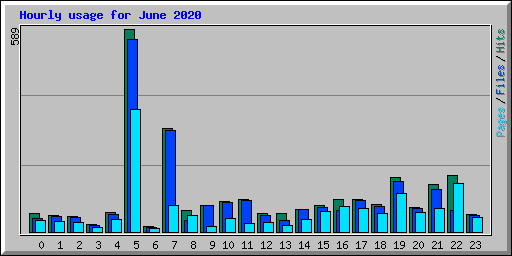 Hourly usage for June 2020
589
Pages/Files/Hits
0 1 2 3 4 5 6 7 8 9 10 11 12 13 14 15 16 17 18 19 20 21 22 23